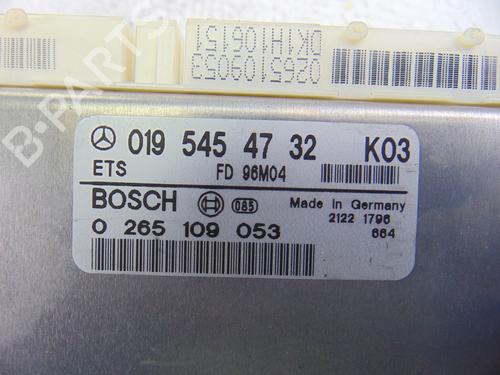 0265109053
DK1H106151
019 545 47 32 K03
ETS FD 96M04
BOSCH 085 Made in Germany
2122 1796
0 265 109 053 664
B-PARTS